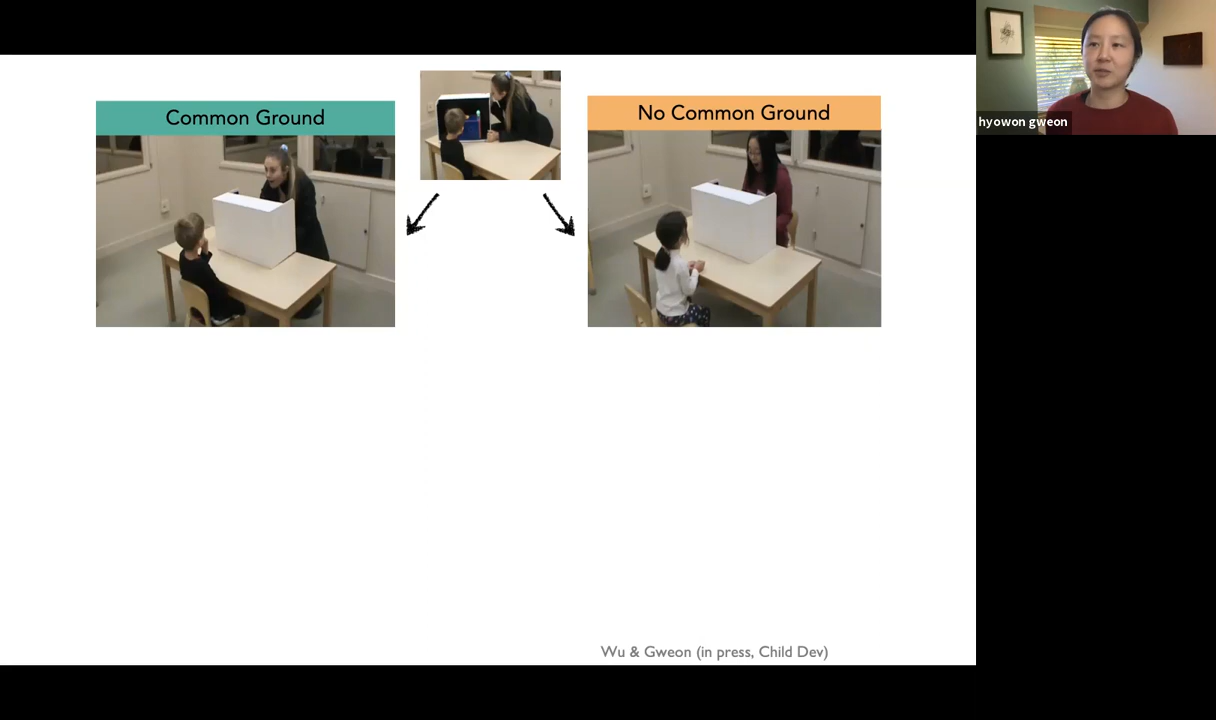 Common Ground
No Common Ground
hyowon gweon
Wu & Gweon (in press, Child Dev)